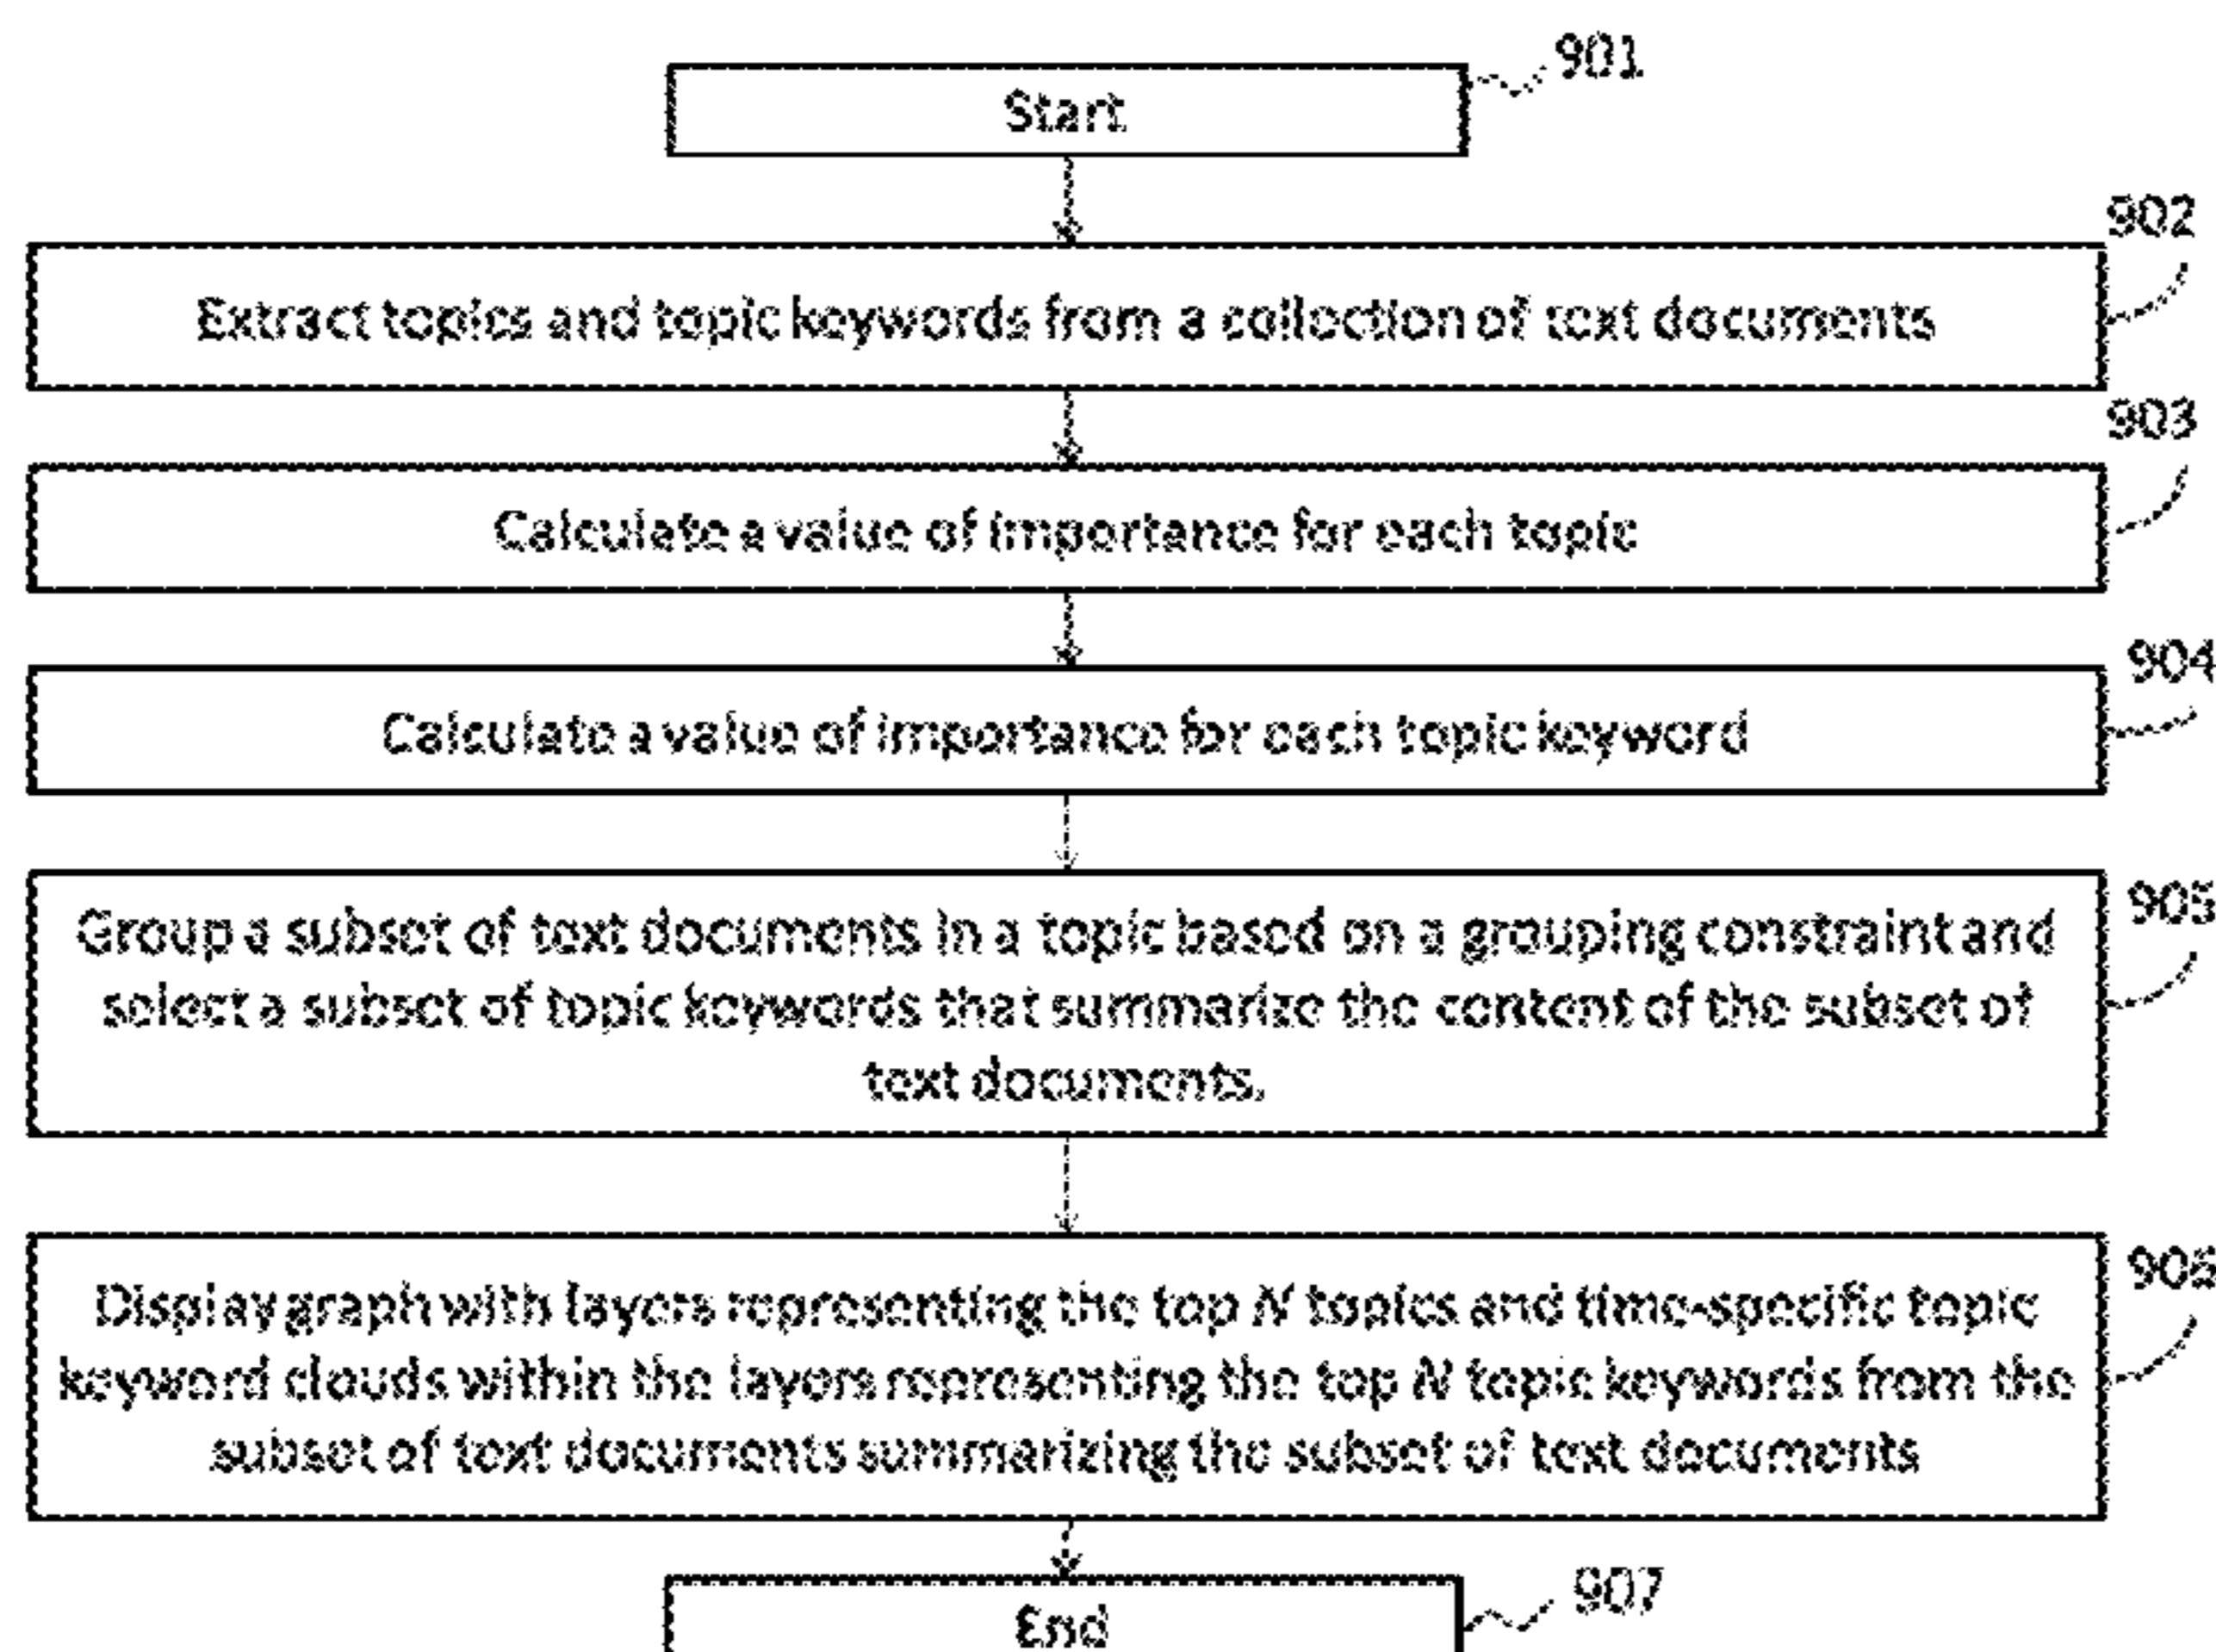 901
Start
902
Extract topics and topic keywords from a collection of text documents
903
Calculate a value of importance for each topic
904
Calculate a value of importance for each topic keyword
905
Group a subset of text documents in a topic based on a grouping constraint and
select a subset of topic keywords that summarize the content of the subset of
text documents.
906
Display graph with layers representing the top N topics and time-specific topic
keyword clouds within the layers representing the top N topic keywords from the
subset of text documents summarizing the subset of text documents
907
End